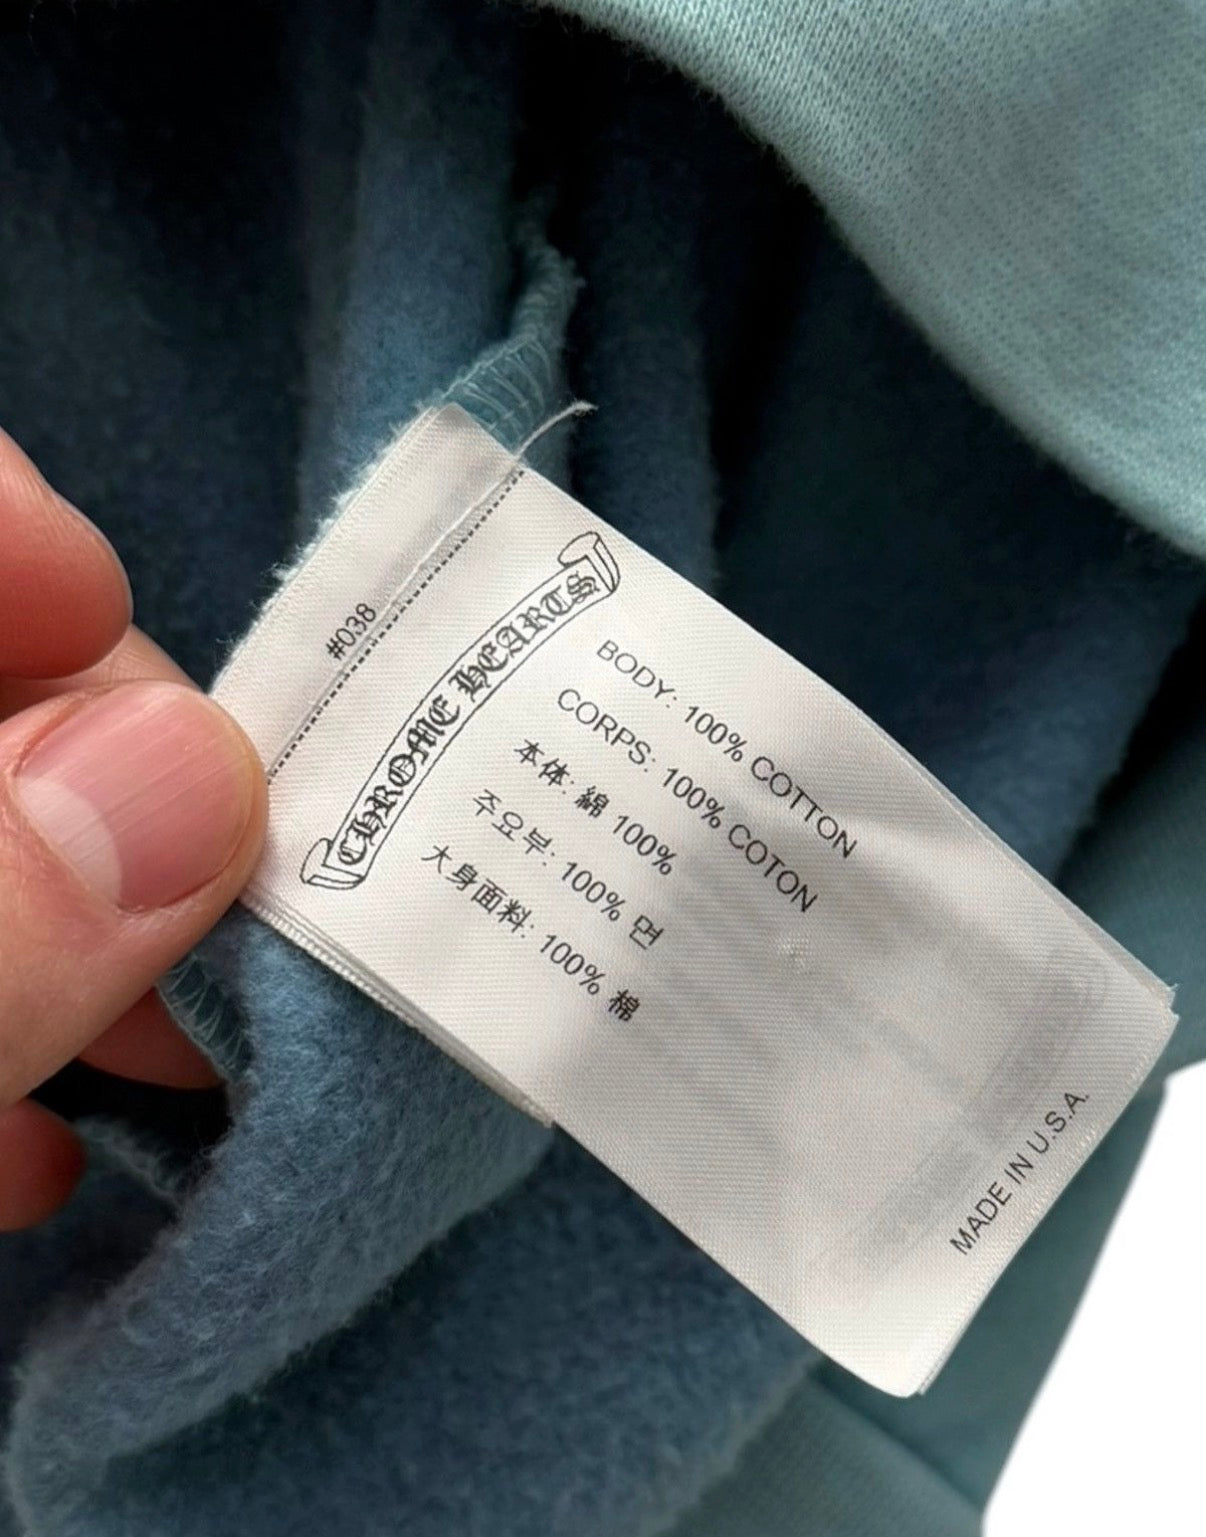 #038
CHROME HEARTS
BODY: 100% COTTON
CORPS: 100% COTON
本体: 綿 100%
주요부: 100% 면
大身面料: 100% 棉
MADE IN U.S.A.